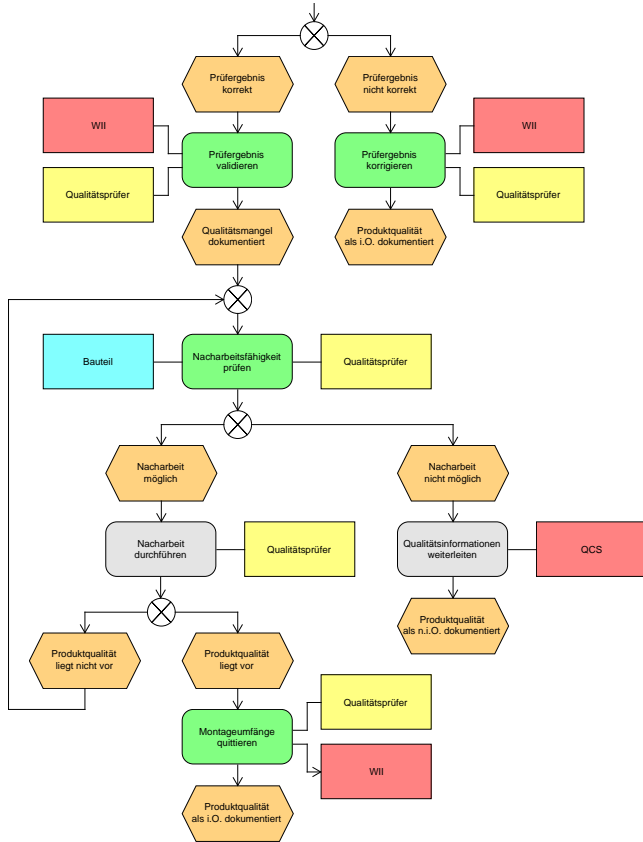 Prüfergebnis
korrekt
Prüfergebnis
nicht korrekt
WII
Prüfergebnis
validieren
Prüfergebnis
korrigieren
WII
Qualitätsprüfer
Qualitätsprüfer
Qualitätsmangel
dokumentiert
Produktqualität
als i.O. dokumentiert
Bauteil
Nacharbeitsfähigkeit
prüfen
Qualitätsprüfer
Nacharbeit
möglich
Nacharbeit
nicht möglich
Nacharbeit
durchführen
Qualitätsprüfer
Qualitätsinformationen
weiterleiten
QCS
Produktqualität
als n.i.O. dokumentiert
Produktqualität
liegt nicht vor
Produktqualität
liegt vor
Qualitätsprüfer
Montageumfänge
quittieren
WII
Produktqualität
als i.O. dokumentiert